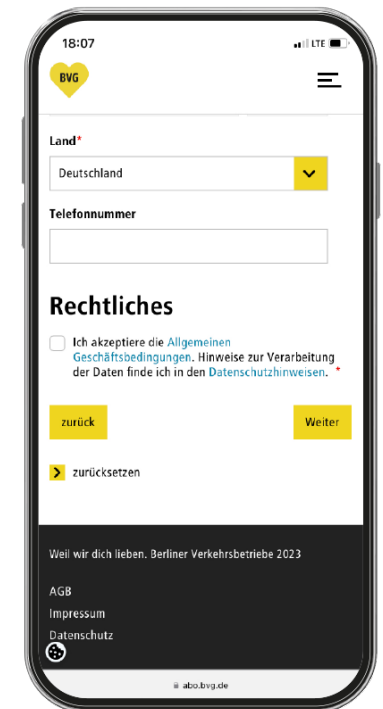 18:07
LTE
BVG
Land*
Deutschland
Telefonnummer
Rechtliches
Ich akzeptiere die Allgemeinen
Geschäftsbedingungen. Hinweise zur Verarbeitung
der Daten finde ich in den Datenschutzhinweisen. *
zurück
Weiter
zurücksetzen
Weil wir dich lieben. Berliner Verkehrsbetriebe 2023
AGB
Impressum
Datenschutz
abo.bvg.de